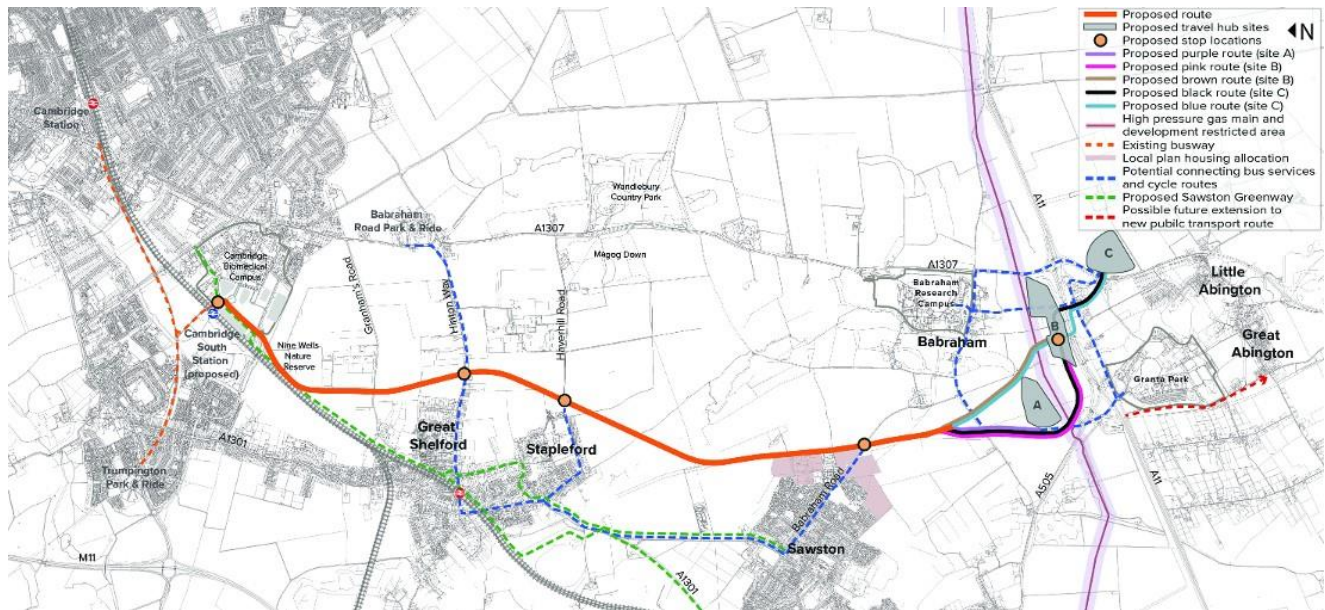 Proposed route
Proposed travel hub sites
Proposed stop locations
Proposed purple route (site A)
Proposed pink route (site B)
Proposed brown route (site B)
Proposed black route (site C)
Proposed blue route (site C)
High pressure gas main and
development restricted area
Existing busway
Local plan housing allocation
Potential connecting bus services
and cycle routes
Proposed Sawston Greenway
Possible future extension to
new public transport route
N
Cambridge
Station
Cambridge
Biomedical
Campus
Cambridge
South
Station
(proposed)
Nine Wells
Nature
Reserve
Granham's Road
Babraham
Road Park & Ride
Hinton Way
A1307
Wandlebury
Country Park
Magog Down
Haverhill Road
Great
Shelford
Stapleford
A1301
Trumpington
Park & Ride
M11
A1301
Sawston
Babraham Road
A1307
Babraham
Research
Campus
Babraham
A11
A
B
C
A505
A11
Granta Park
Little
Abington
Great
Abington